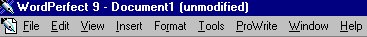 WordPerfect 9 - Document1 (unmodified)
File Edit View Insert Format Tools ProWrite Window Help